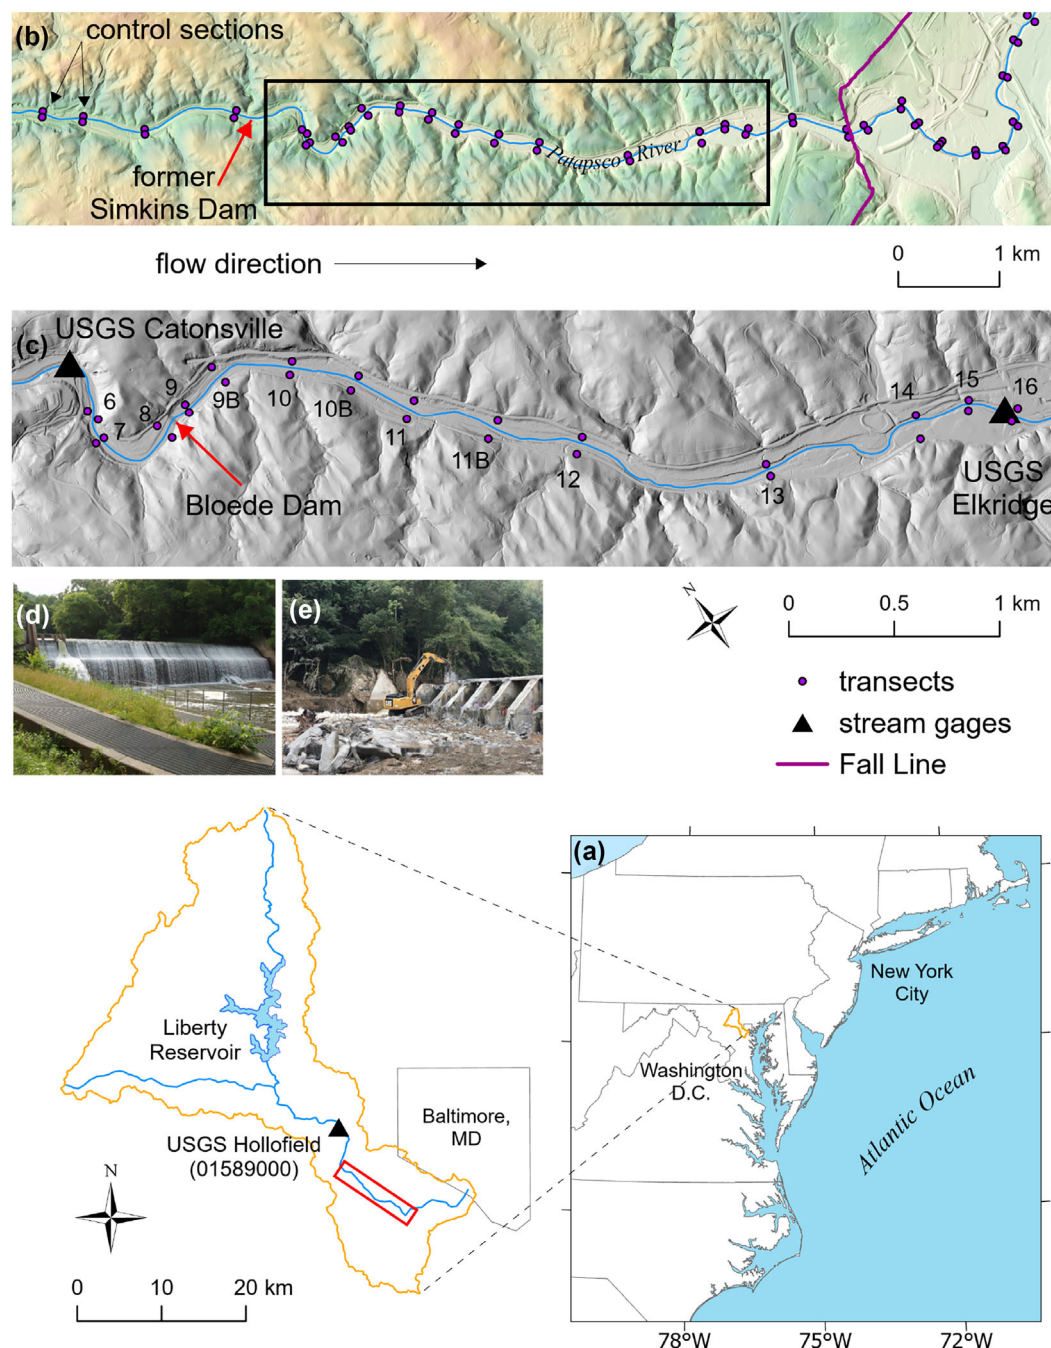 (b)
control sections
former
Simkins Dam
Patapsco River
flow direction
0 1 km
(c)
USGS Catonsville
6
7
8
9
9B
10
10B
11
11B
12
13
14
15
16
Bloede Dam
USGS
Elkridge
(d)
(e)
N
0 0.5 1 km
transects
stream gages
Fall Line
Liberty
Reservoir
USGS Hollofield
(01589000)
Baltimore,
MD
N
0 10 20 km
(a)
New York
City
Washington
D.C.
Atlantic Ocean
78°W 75°W 72°W